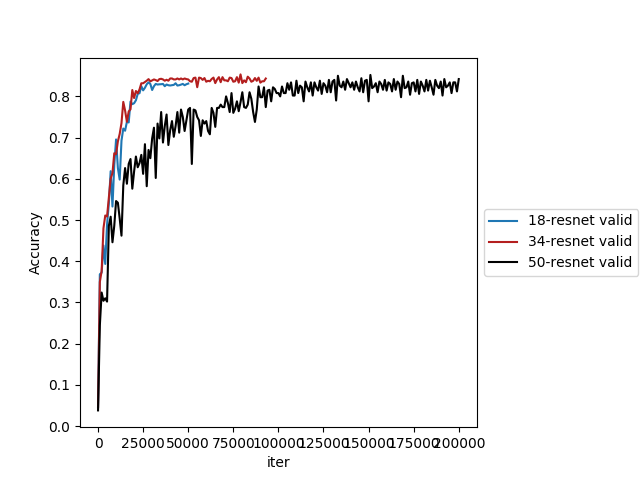 Accuracy
0.8
0.7
0.6
0.5
0.4
0.3
0.2
0.1
0.0
0 25000 50000 75000 100000 125000 150000 175000 200000
iter
18-resnet valid
34-resnet valid
50-resnet valid